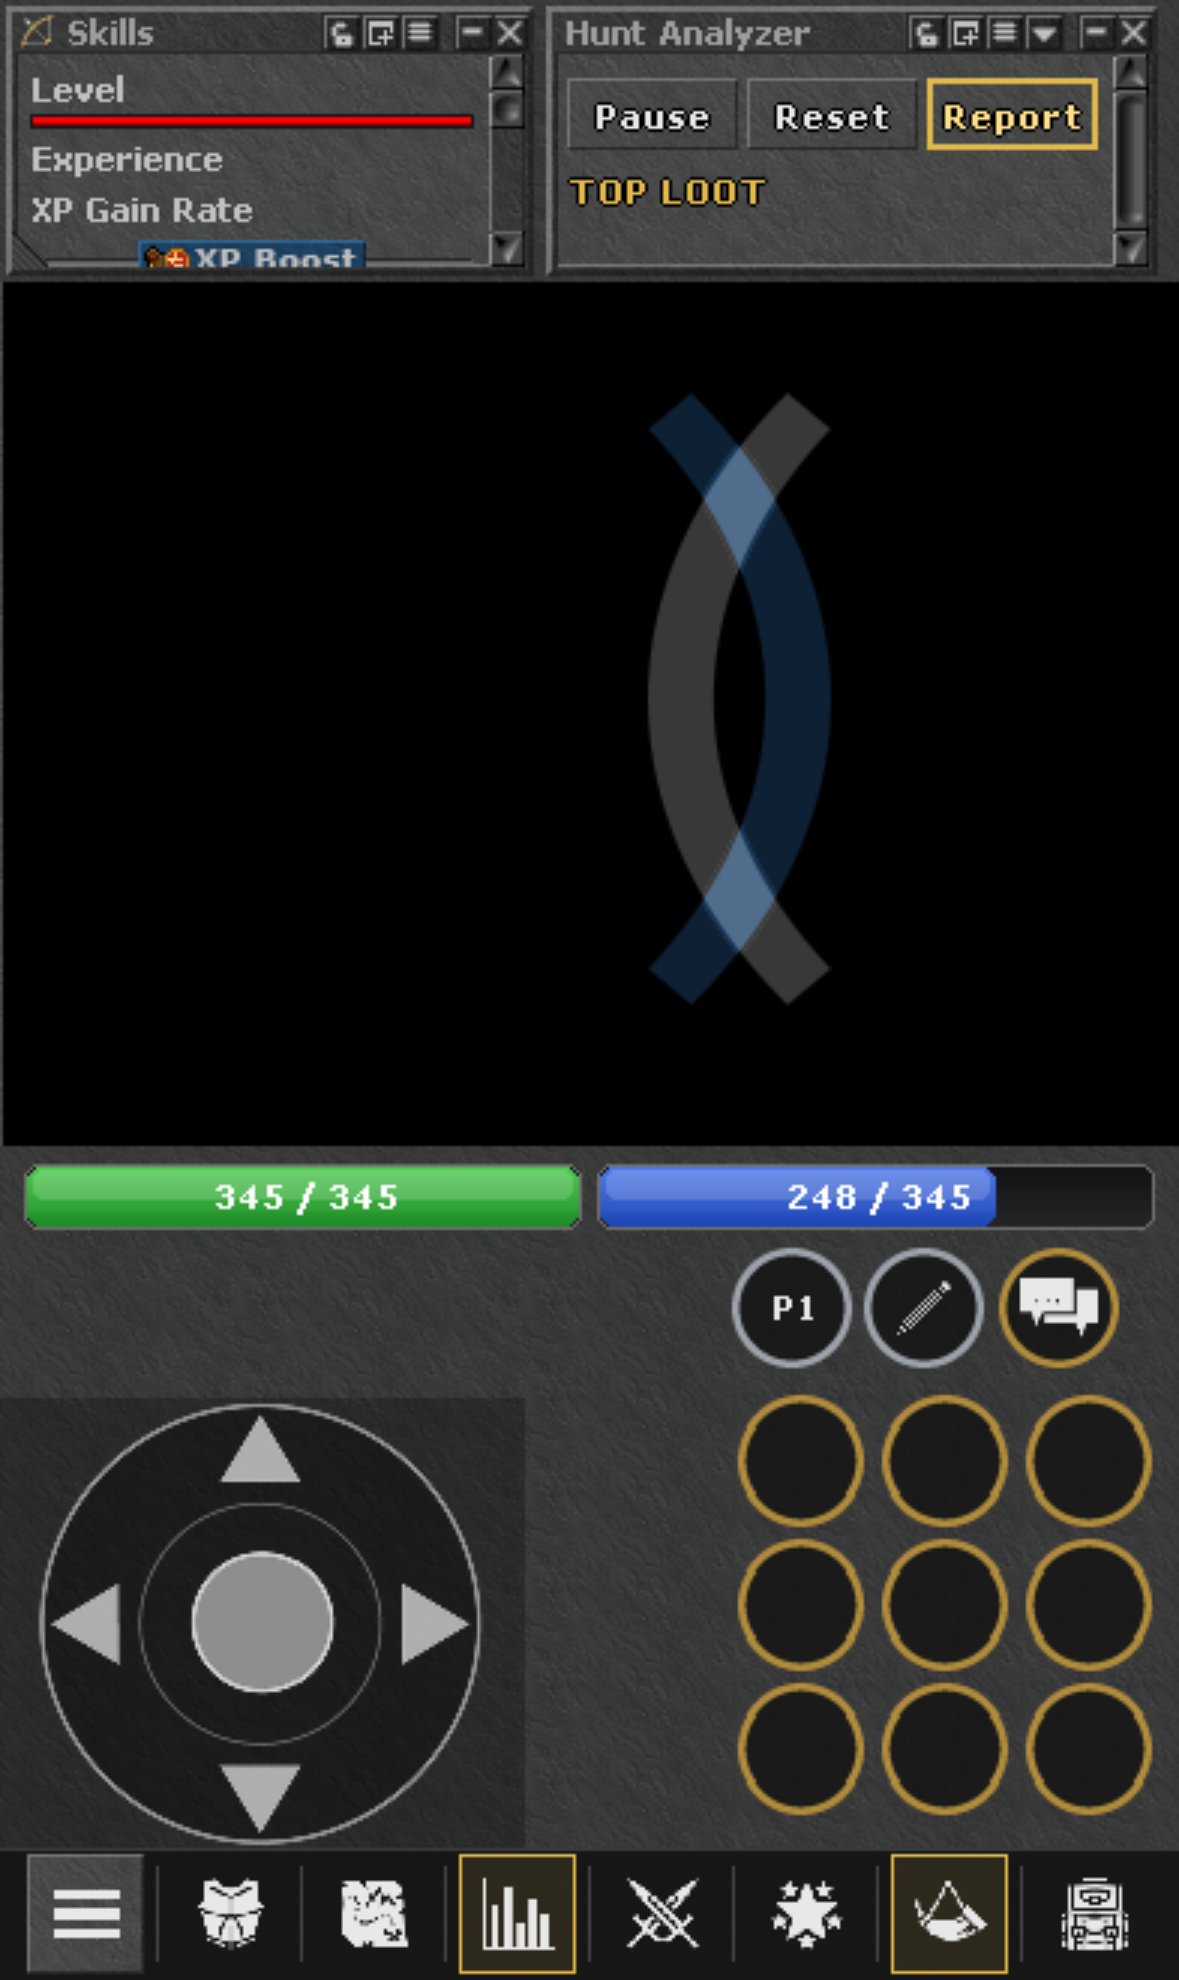 Skills
Level
Experience
XP Gain Rate
XP Boost
Hunt Analyzer
Pause Reset Report
TOP LOOT
345 / 345
248 / 345
P1